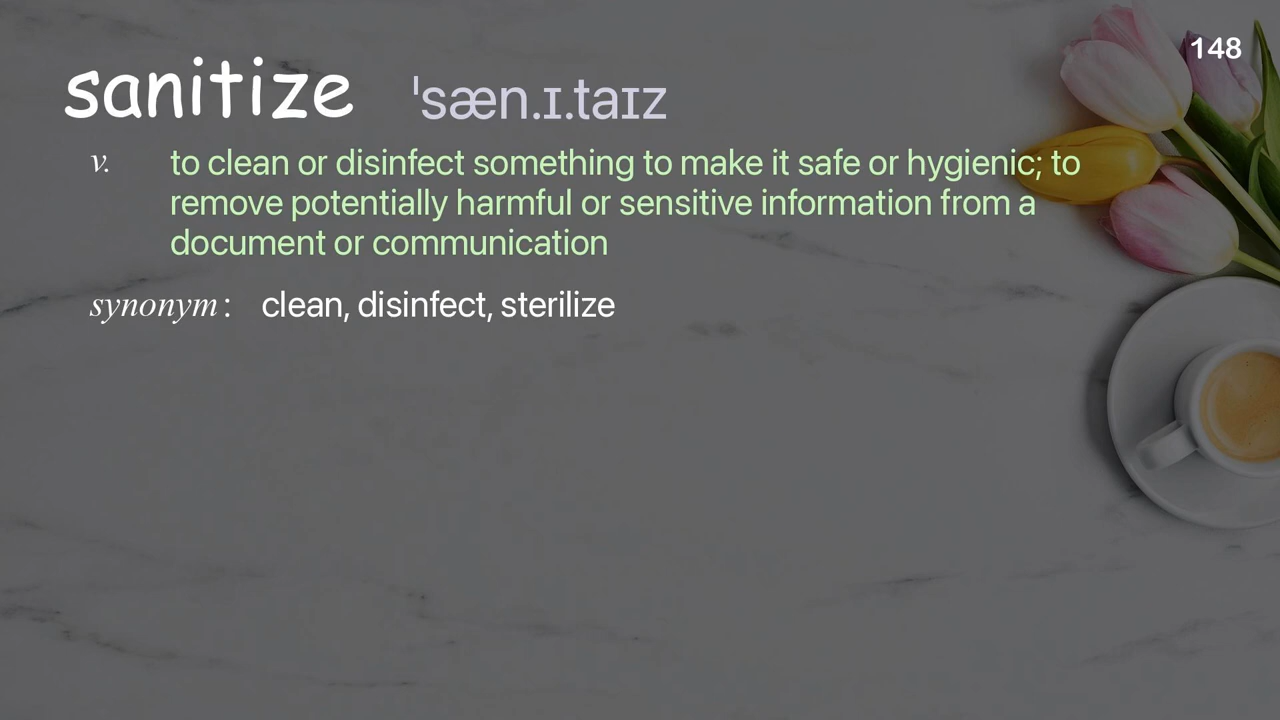 148
sanitize ˈsæn.ɪ.taɪz
v. to clean or disinfect something to make it safe or hygienic; to
remove potentially harmful or sensitive information from a
document or communication
synonym : clean, disinfect, sterilize